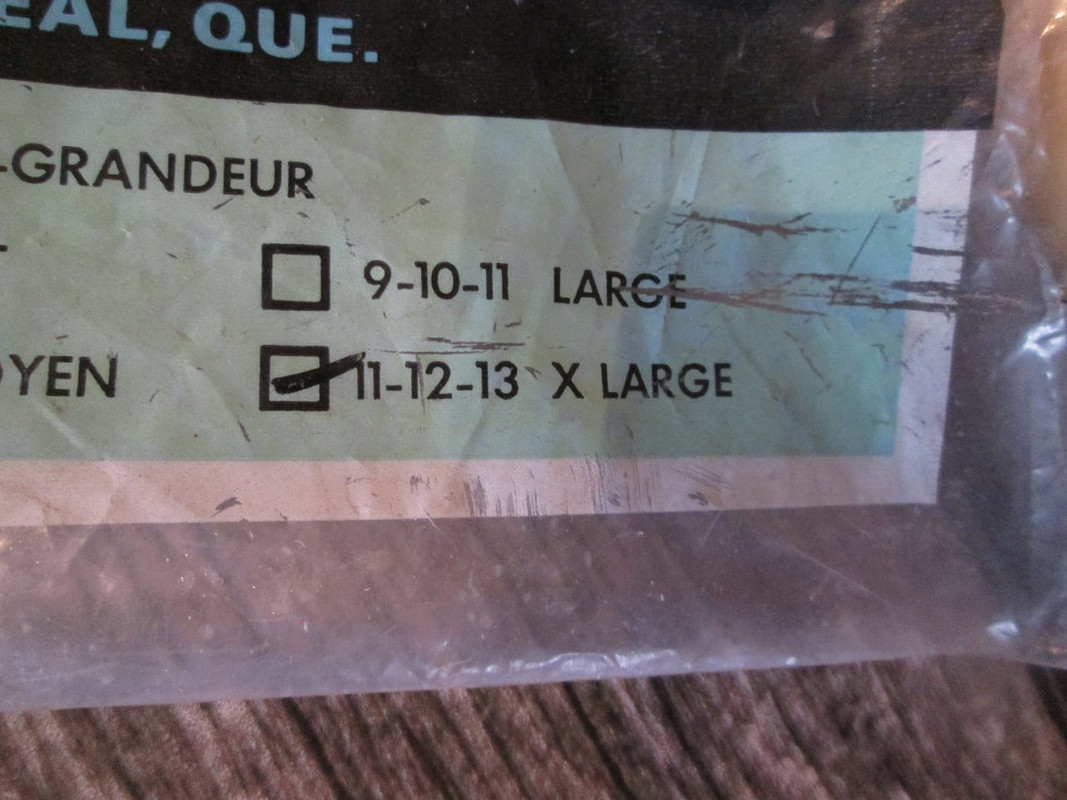 EAL, QUE.
-GRANDEUR
9-10-11 LARGE
OYEN 11-12-13 X LARGE